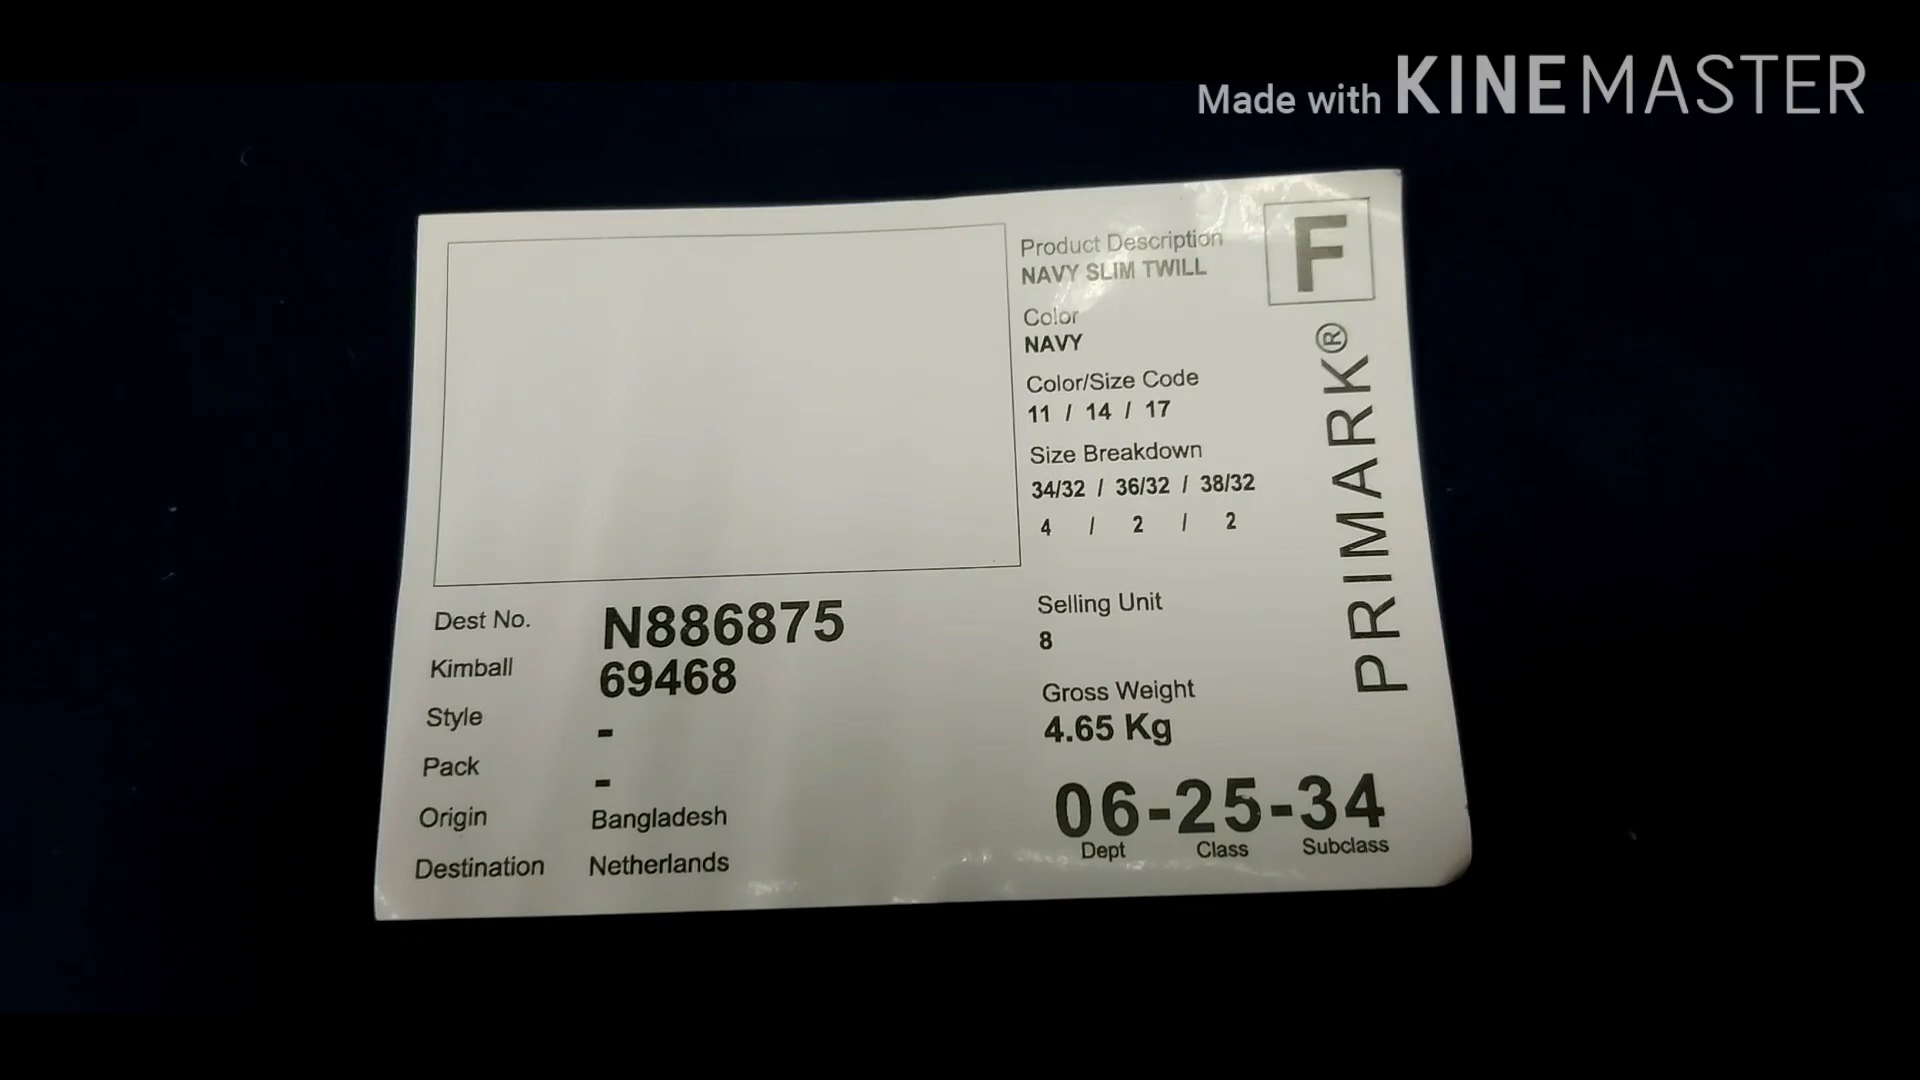 Made with KINEMASTER
Product Description
NAVY SLIM TWILL
F
Color
NAVY
Color/Size Code
11 / 14 / 17
Size Breakdown
34/32 / 36/32 / 38/32
4 / 2 / 2
PRIMARK®
Dest No. N886875
Kimball 69468
Style -
Pack -
Origin Bangladesh
Destination Netherlands
Selling Unit
8
Gross Weight
4.65 Kg
06-25-34
Dept Class Subclass